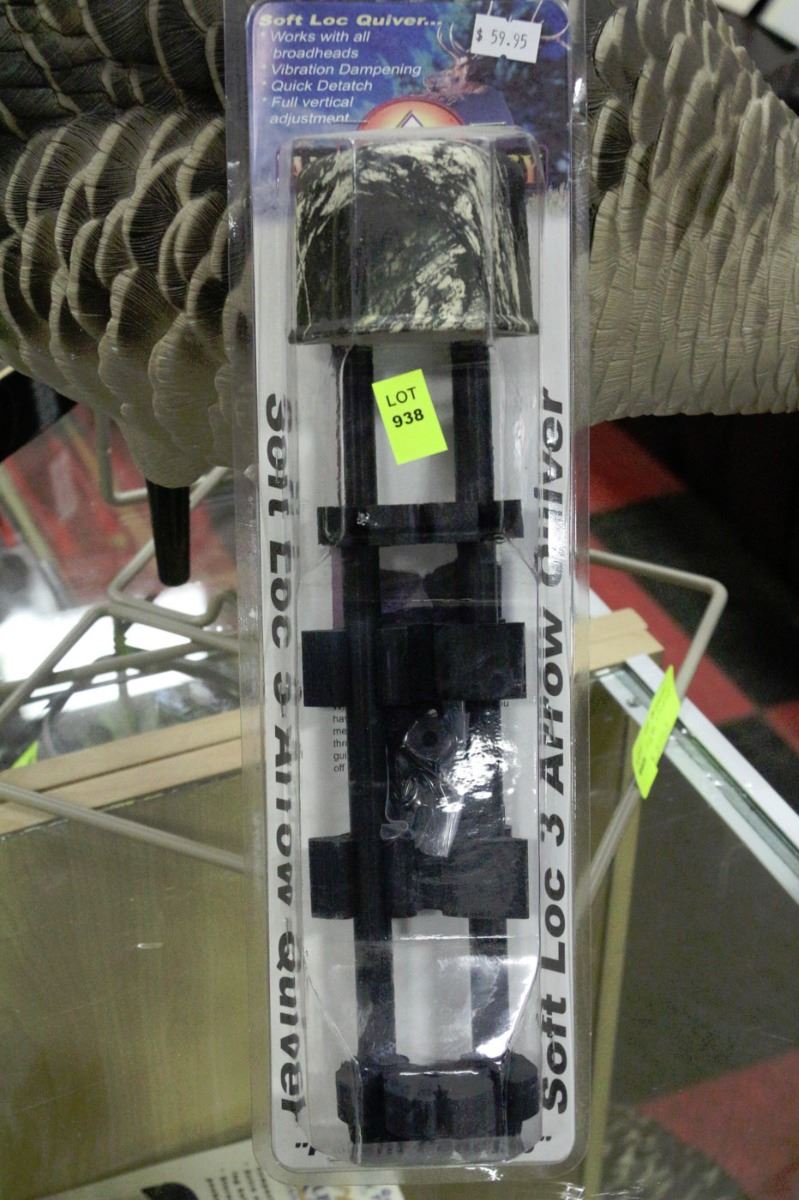 Soft Loc Quiver...
* Works with all
broadheads
* Vibration Dampening
* Quick Detatch
* Full vertical
adjustment
$ 59.95
LOT
938
Soft Loc 3 Arrow Quiver
Soft Loc 3 Arrow Quiver